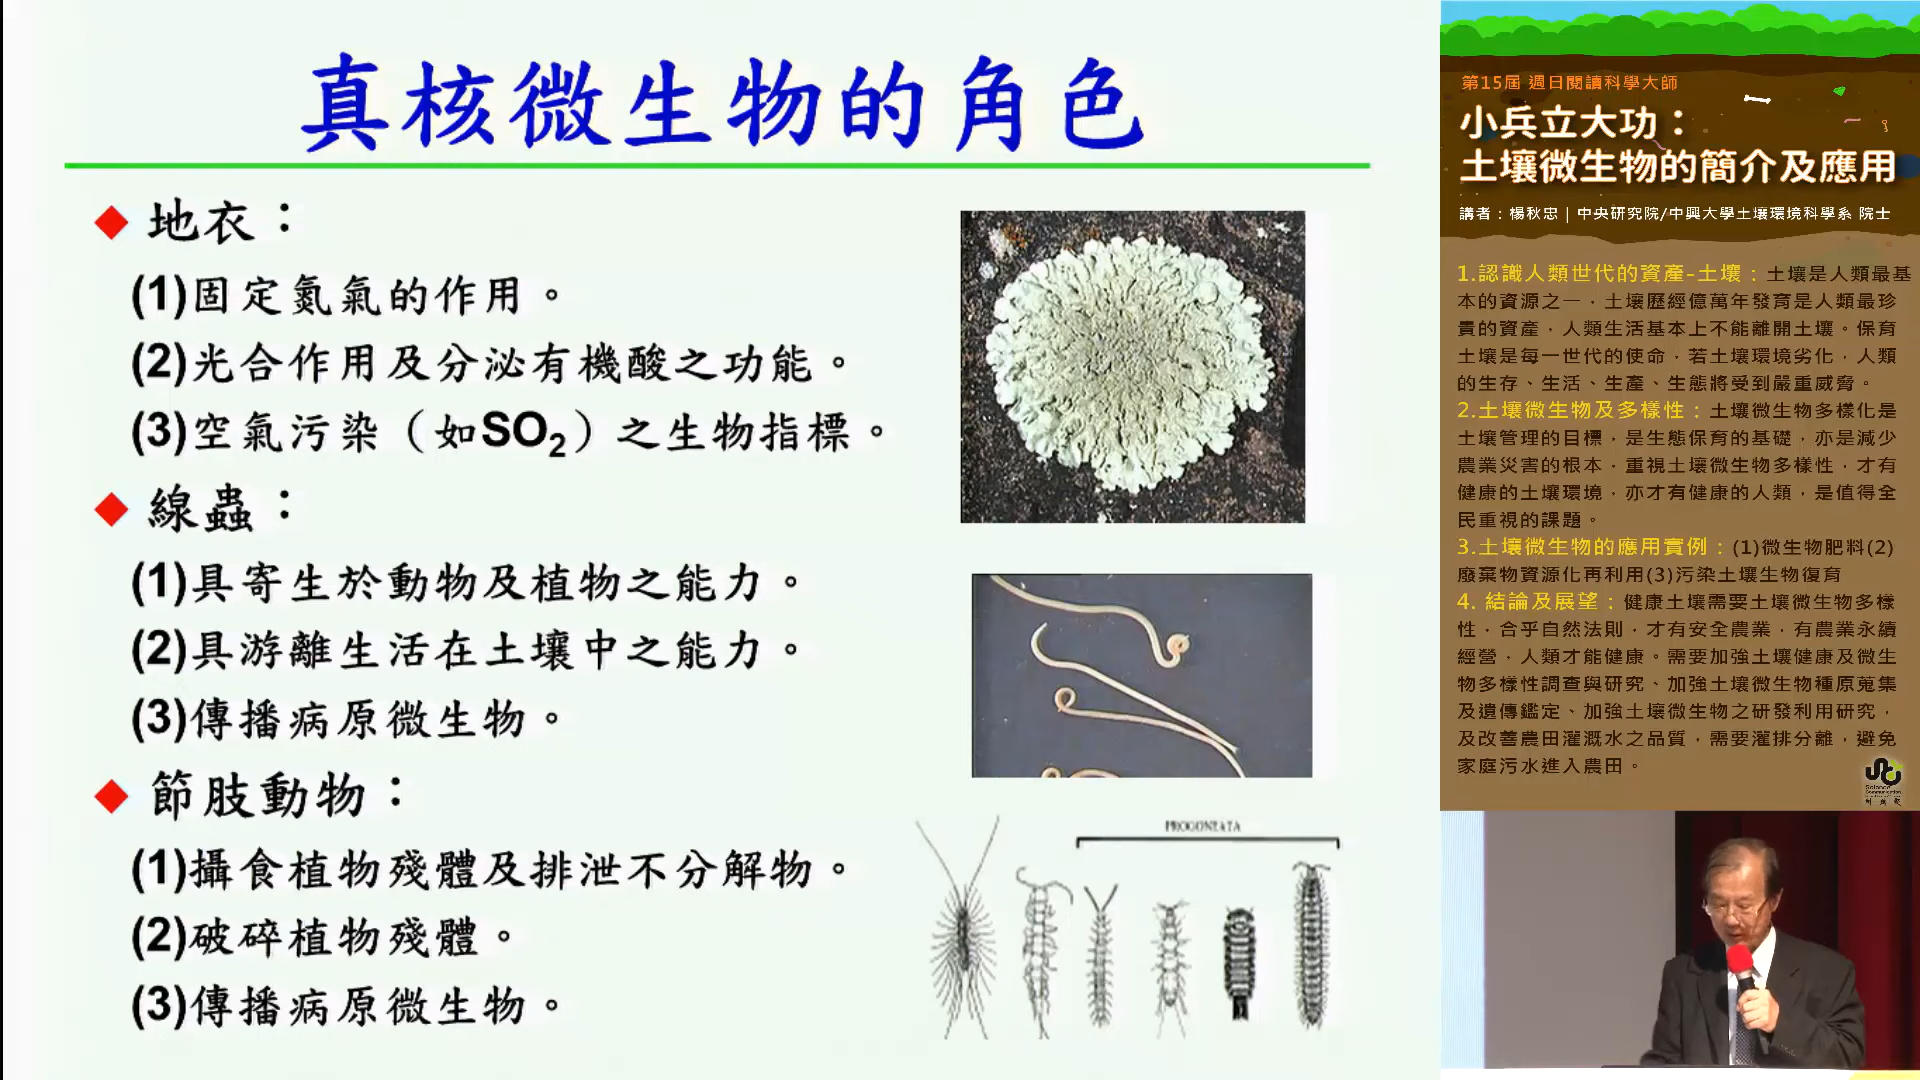 真核微生物的角色
地衣：
(1)固定氮氣的作用。
(2)光合作用及分泌有機酸之功能。
(3)空氣污染（如SO₂）之生物指標。
線蟲：
(1)具寄生於動物及植物之能力。
(2)具游離生活在土壤中之能力。
(3)傳播病原微生物。
節肢動物：
(1)攝食植物殘體及排泄不分解物。
(2)破碎植物殘體。
(3)傳播病原微生物。
PROGONEATA
第15屆 週日閱讀科學大師
小兵立大功：
土壤微生物的簡介及應用
講者：楊秋忠｜中央研究院/中興大學土壤環境科學系 院士
1.認識人類世代的資產-土壤：土壤是人類最基
本的資源之一，土壤歷經億萬年發育是人類最珍
貴的資產，人類生活基本上不能離開土壤。保育
土壤是每一世代的使命，若土壤環境劣化，人類
的生存、生活、生產、生態將受到嚴重威脅。
2.土壤微生物及多樣性：土壤微生物多樣化是
土壤管理的目標，是生態保育的基礎，亦是減少
農業災害的根本，重視土壤微生物多樣性，才有
健康的土壤環境，亦才有健康的人類，是值得全
民重視的課題。
3.土壤微生物的應用實例：(1)微生物肥料(2)
廢棄物資源化再利用(3)污染土壤生物復育
4. 結論及展望：健康土壤需要土壤微生物多樣
性，合乎自然法則，才有安全農業，有農業永續
經營，人類才能健康。需要加強土壤健康及微生
物多樣性調查與研究、加強土壤微生物種原蒐集
及遺傳鑑定、加強土壤微生物之研發利用研究，
及改善農田灌溉水之品質，需要灌排分離，避免
家庭污水進入農田。